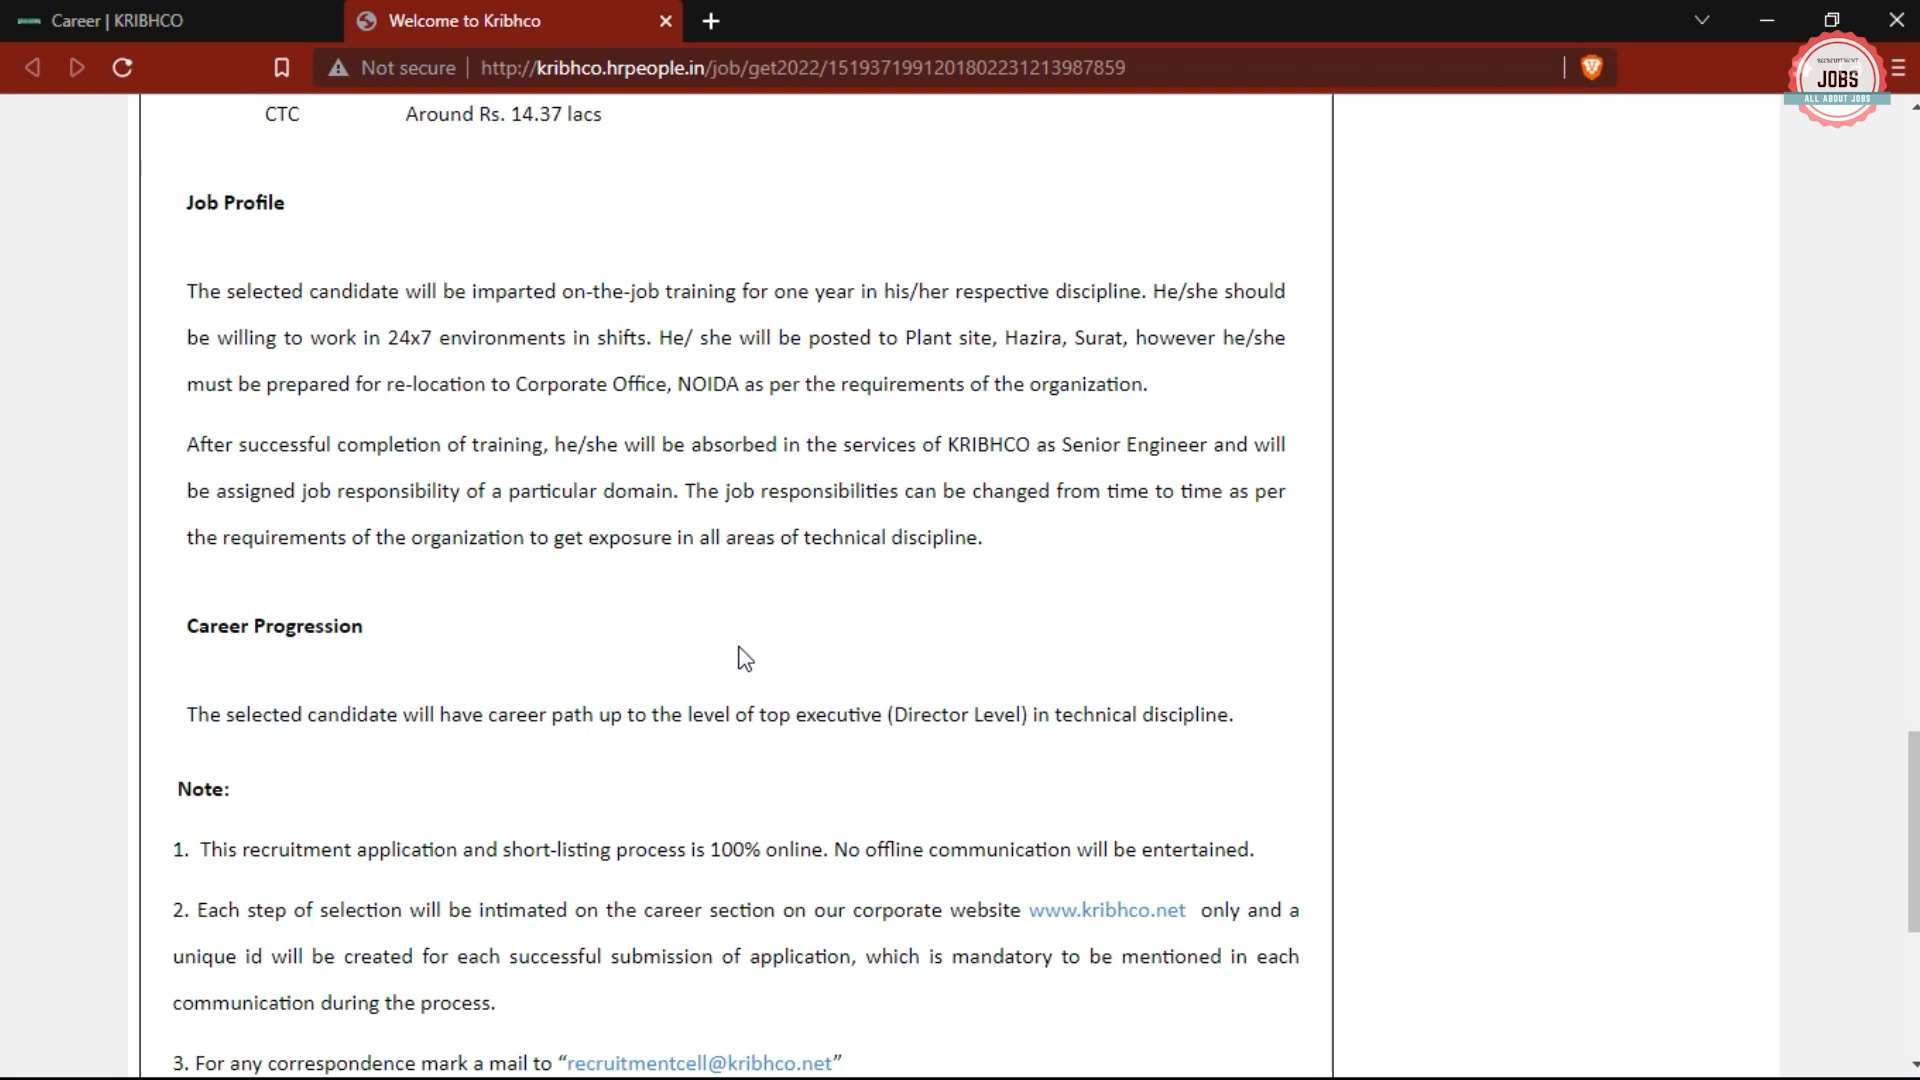 Career | KRIBHCO
Welcome to Kribhco
Not secure
http://kribhco.hrpeople.in/job/get2022/1519371991201802231213987859
RECRUITMENT
JOBS
ALL ABOUT JOBS
CTC Around Rs. 14.37 lacs
Job Profile
The selected candidate will be imparted on-the-job training for one year in his/her respective discipline. He/she should
be willing to work in 24x7 environments in shifts. He/ she will be posted to Plant site, Hazira, Surat, however he/she
must be prepared for re-location to Corporate Office, NOIDA as per the requirements of the organization.
After successful completion of training, he/she will be absorbed in the services of KRIBHCO as Senior Engineer and will
be assigned job responsibility of a particular domain. The job responsibilities can be changed from time to time as per
the requirements of the organization to get exposure in all areas of technical discipline.
Career Progression
The selected candidate will have career path up to the level of top executive (Director Level) in technical discipline.
Note:
1. This recruitment application and short-listing process is 100% online. No offline communication will be entertained.
2. Each step of selection will be intimated on the career section on our corporate website www.kribhco.net only and a
unique id will be created for each successful submission of application, which is mandatory to be mentioned in each
communication during the process.
3. For any correspondence mark a mail to “recruitmentcell@kribhco.net”